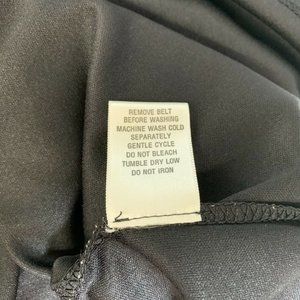 REMOVE BELT
BEFORE WASHING
MACHINE WASH COLD
SEPARATELY
GENTLE CYCLE
DO NOT BLEACH
TUMBLE DRY LOW
DO NOT IRON